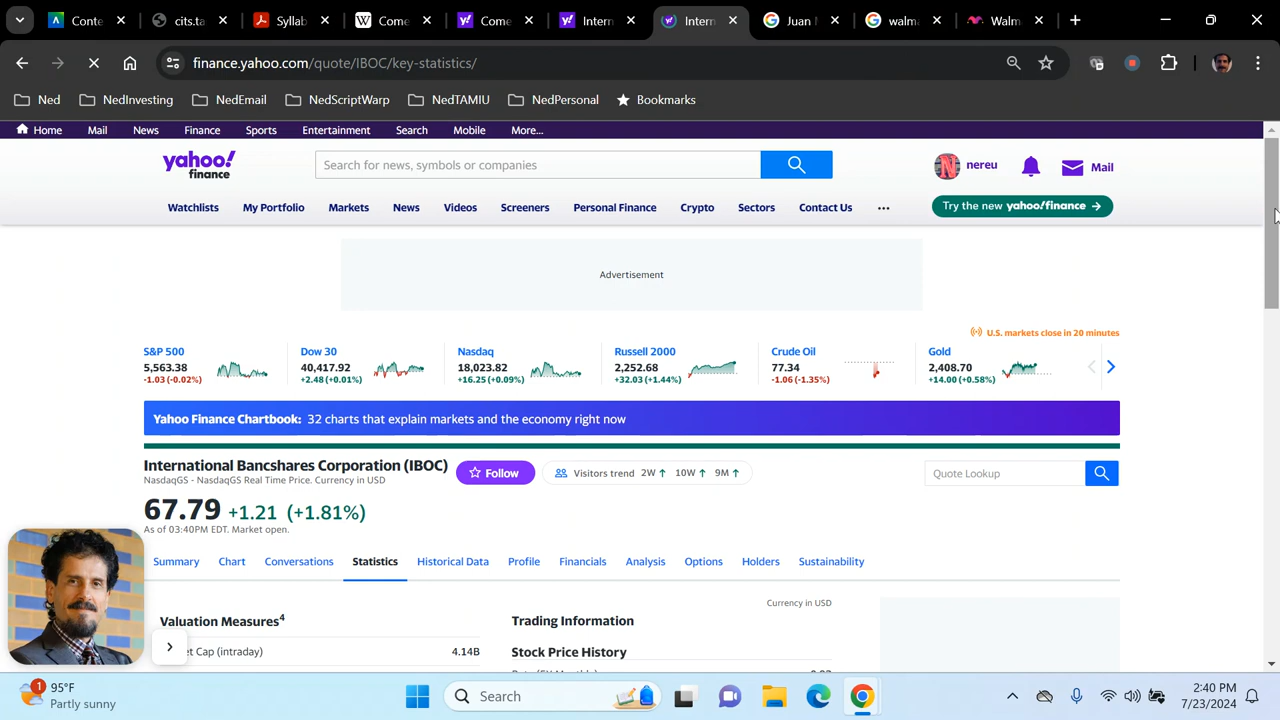 Conte
cits.ta
Syllab
Come
Come
Intern
Intern
Juan M
walma
Walm
finance.yahoo.com/quote/IBOC/key-statistics/
Ned
NedInvesting
NedEmail
NedScriptWarp
NedTAMIU
NedPersonal
Bookmarks
Home
Mail
News
Finance
Sports
Entertainment
Search
Mobile
More...
yahoo!
finance
Search for news, symbols or companies
N
nereu
Mail
Watchlists
My Portfolio
Markets
News
Videos
Screeners
Personal Finance
Crypto
Sectors
Contact Us
...
Try the new yahoo!finance
Advertisement
U.S. markets close in 20 minutes
S&P 500
5,563.38
-1.03 (-0.02%)
Dow 30
40,417.92
+2.48 (+0.01%)
Nasdaq
18,023.82
+16.25 (+0.09%)
Russell 2000
2,252.68
+32.03 (+1.44%)
Crude Oil
77.34
-1.06 (-1.35%)
Gold
2,408.70
+14.00 (+0.58%)
Yahoo Finance Chartbook: 32 charts that explain markets and the economy right now
International Bancshares Corporation (IBOC)
Follow
Visitors trend 2W ↑ 10W ↑ 9M ↑
Quote Lookup
NasdaqGS - NasdaqGS Real Time Price. Currency in USD
67.79 +1.21 (+1.81%)
As of 03:40PM EDT. Market open.
Summary
Chart
Conversations
Statistics
Historical Data
Profile
Financials
Analysis
Options
Holders
Sustainability
Currency in USD
Valuation Measures4
et Cap (intraday) 4.14B
Trading Information
Stock Price History
1
95°F
Partly sunny
Search
2:40 PM
7/23/2024